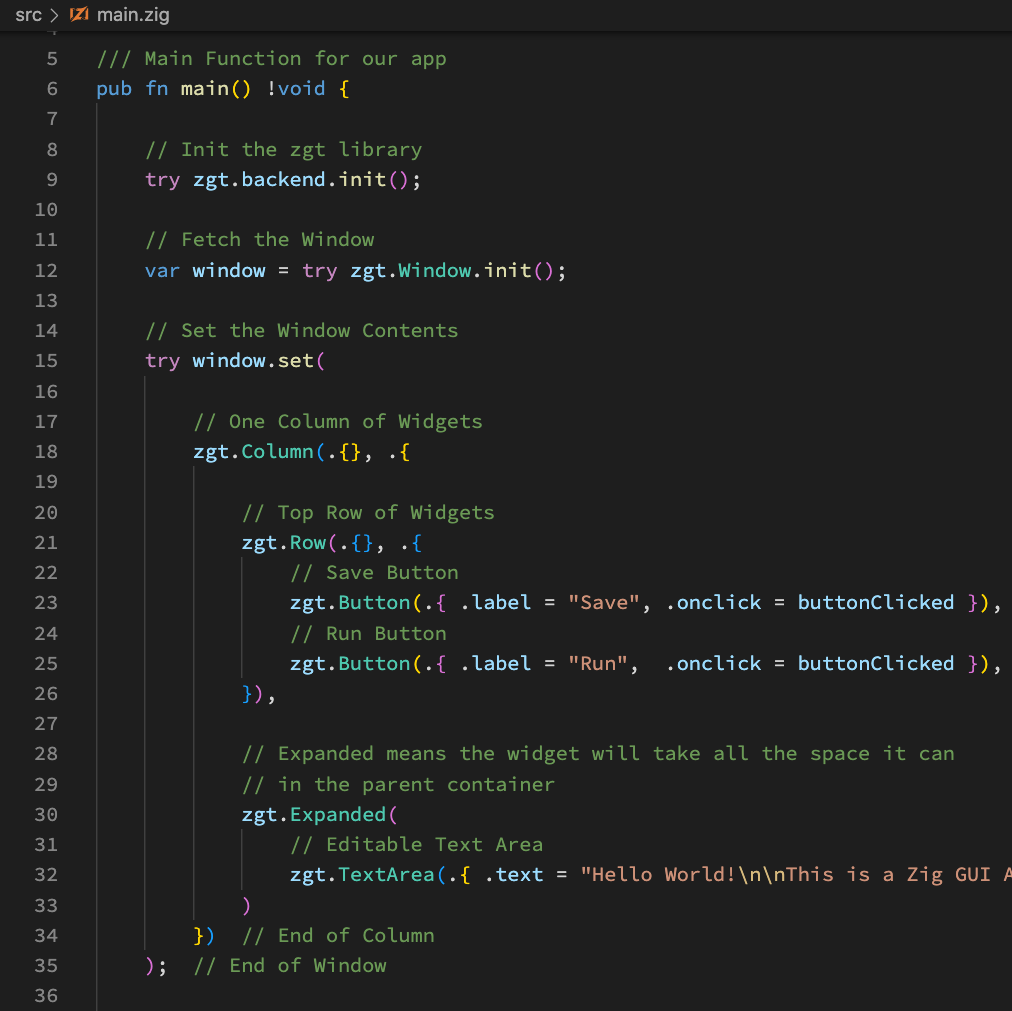 src > main.zig
5 /// Main Function for our app
6 pub fn main() !void {
7
8     // Init the zgt library
9     try zgt.backend.init();
10
11     // Fetch the Window
12     var window = try zgt.Window.init();
13
14     // Set the Window Contents
15     try window.set(
16
17         // One Column of Widgets
18         zgt.Column(.{}, .{
19
20             // Top Row of Widgets
21             zgt.Row(.{}, .{
22                 // Save Button
23                 zgt.Button(.{ .label = "Save", .onclick = buttonClicked }),
24                 // Run Button
25                 zgt.Button(.{ .label = "Run",  .onclick = buttonClicked }),
26             }),
27
28             // Expanded means the widget will take all the space it can
29             // in the parent container
30             zgt.Expanded(
31                 // Editable Text Area
32                 zgt.TextArea(.{ .text = "Hello World!\n\nThis is a Zig GUI A
33             )
34         })  // End of Column
35     );  // End of Window
36